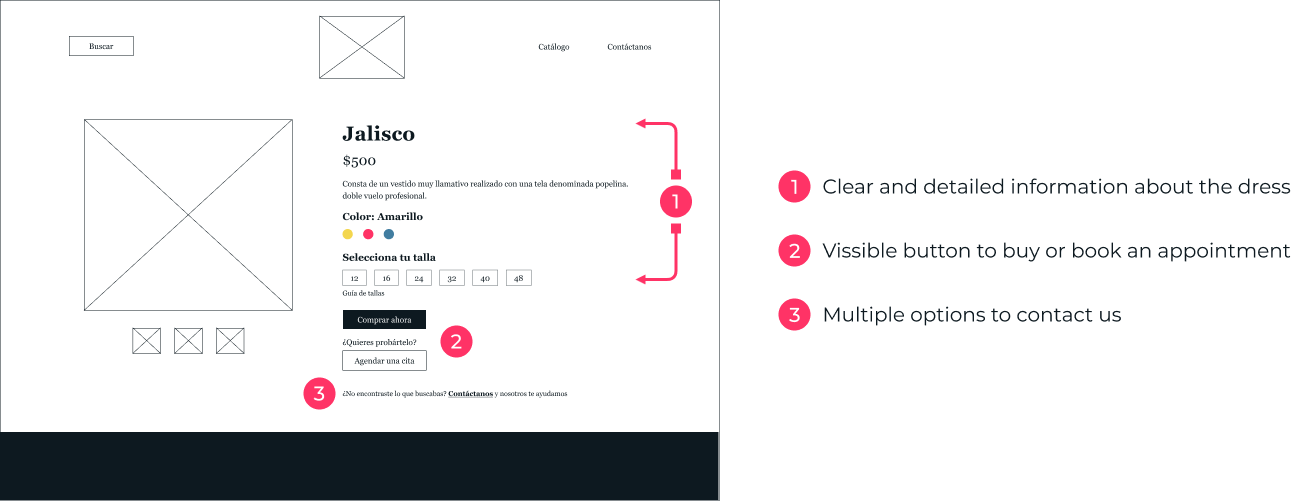 Buscar
Catálogo
Contáctanos
Jalisco
$500
Consta de un vestido muy llamativo realizado con una tela denominada popelina.
doble vuelo profesional.
Color: Amarillo
Selecciona tu talla
12 16 24 32 40 48
Guía de tallas
Comprar ahora
¿Quieres probártelo?
Agendar una cita
¿No encontraste lo que buscabas? Contáctanos y nosotros te ayudamos
1
2
3
1 Clear and detailed information about the dress
2 Vissible button to buy or book an appointment
3 Multiple options to contact us